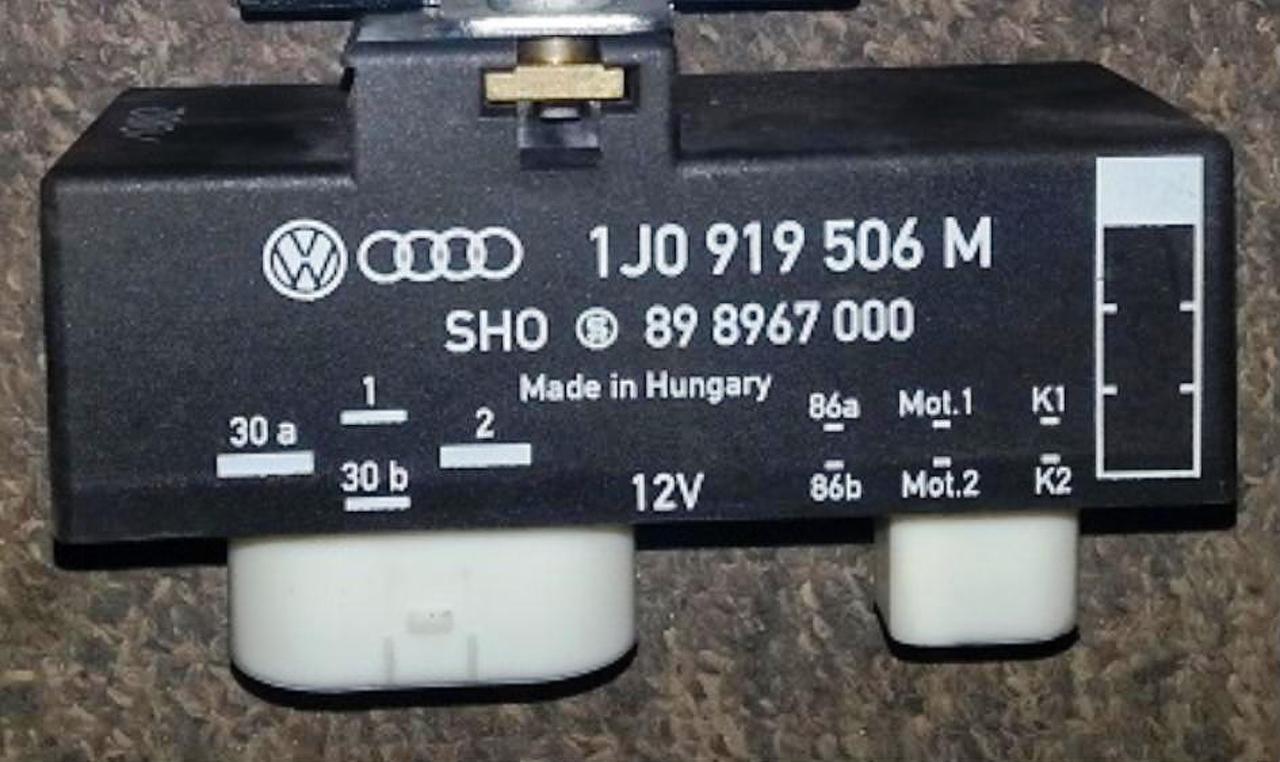 1J0 919 506 M
SHO S 89 8967 000
Made in Hungary
1
30 a
2
30 b
12V
86a Mot.1 K1
86b Mot.2 K2